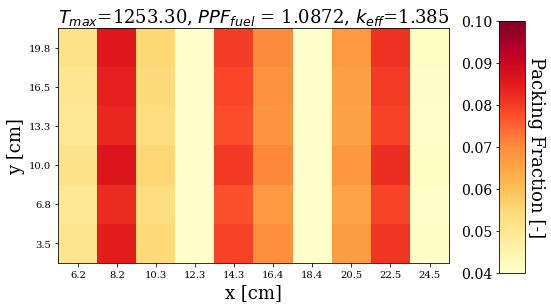 T_max=1253.30, PPF_fuel = 1.0872, k_eff=1.385
0.10
0.09
0.08
0.07
0.06
0.05
0.04
Packing Fraction [-]
19.8
16.5
13.3
10.0
6.8
3.5
y [cm]
6.2 8.2 10.3 12.3 14.3 16.4 18.4 20.5 22.5 24.5
x [cm]